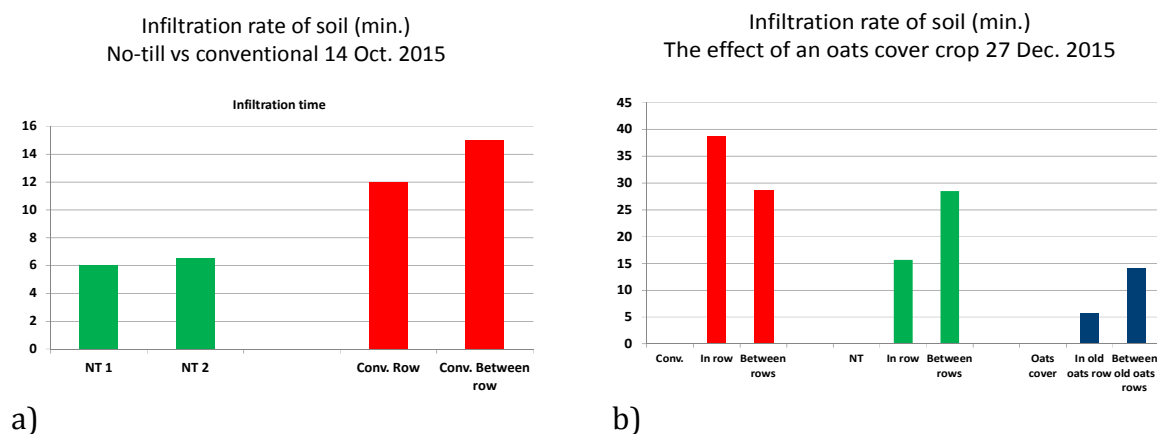 Infiltration rate of soil (min.)
No-till vs conventional 14 Oct. 2015
Infiltration time
16
14
12
10
8
6
4
2
0
NT 1
NT 2
Conv. Row
Conv. Between
row
a)
Infiltration rate of soil (min.)
The effect of an oats cover crop 27 Dec. 2015
45
40
35
30
25
20
15
10
5
0
Conv.
In row
Between
rows
NT
In row
Between
rows
Oats
cover
In old
oats row
Between
old oats
rows
b)